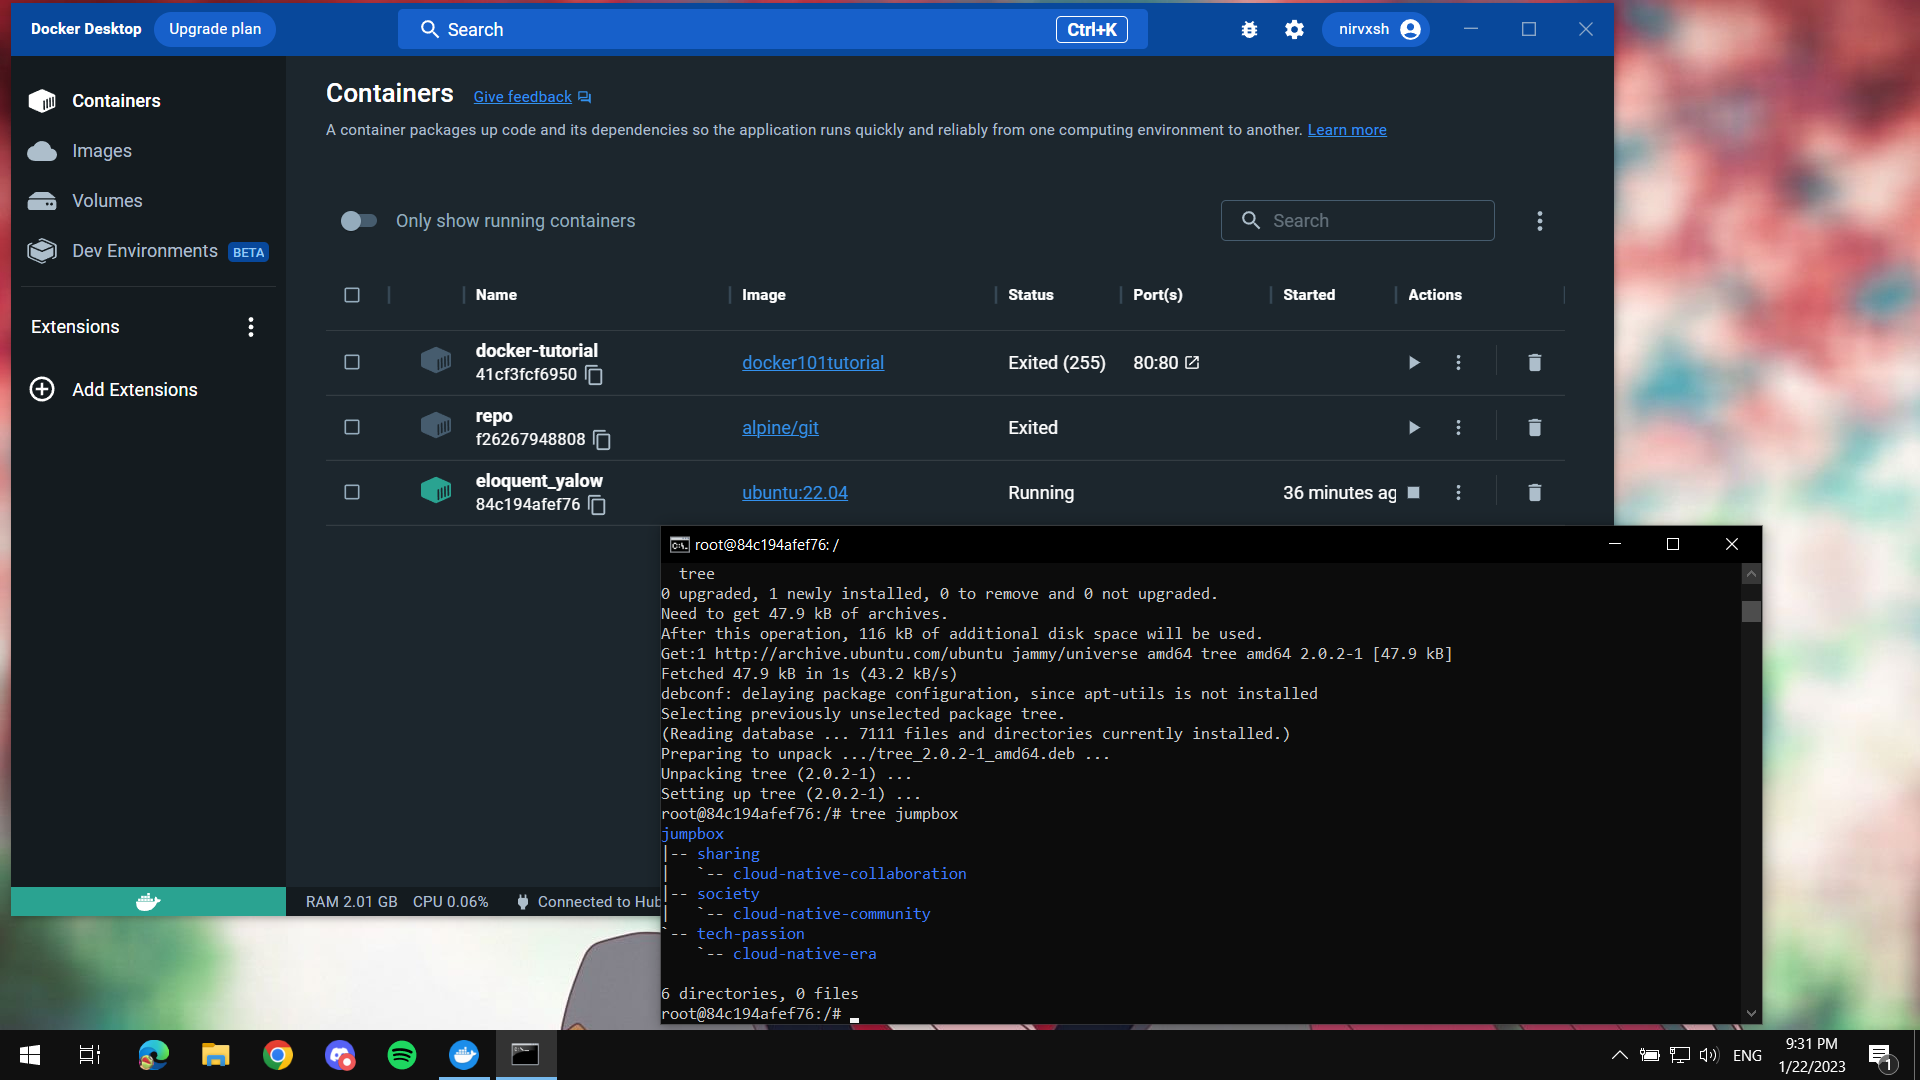 Docker Desktop
Upgrade plan
Search
Ctrl+K
nirvxsh
Containers
Images
Volumes
Dev Environments BETA
Extensions
Add Extensions
Containers Give feedback
A container packages up code and its dependencies so the application runs quickly and reliably from one computing environment to another. Learn more
Only show running containers
Search
Name Image Status Port(s) Started Actions
docker-tutorial
41cf3fcf6950
docker101tutorial Exited (255) 80:80
repo
f26267948808
alpine/git Exited
eloquent_yalow
84c194afef76
ubuntu:22.04 Running 36 minutes ag
RAM 2.01 GB CPU 0.06% Connected to Hub
C:\.
root@84c194afef76: /
tree
0 upgraded, 1 newly installed, 0 to remove and 0 not upgraded.
Need to get 47.9 kB of archives.
After this operation, 116 kB of additional disk space will be used.
Get:1 http://archive.ubuntu.com/ubuntu jammy/universe amd64 tree amd64 2.0.2-1 [47.9 kB]
Fetched 47.9 kB in 1s (43.2 kB/s)
debconf: delaying package configuration, since apt-utils is not installed
Selecting previously unselected package tree.
(Reading database ... 7111 files and directories currently installed.)
Preparing to unpack .../tree_2.0.2-1_amd64.deb ...
Unpacking tree (2.0.2-1) ...
Setting up tree (2.0.2-1) ...
root@84c194afef76:/# tree jumpbox
jumpbox
|-- sharing
|   `-- cloud-native-collaboration
|-- society
|   `-- cloud-native-community
`-- tech-passion
    `-- cloud-native-era
6 directories, 0 files
root@84c194afef76:/#
ENG
9:31 PM
1/22/2023
1